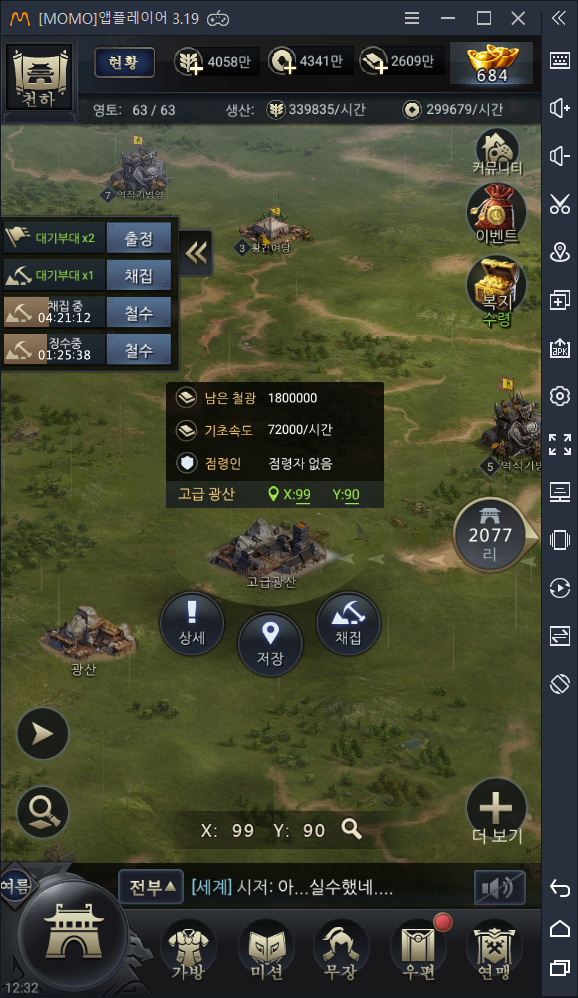 [MOMO]앱플레이어 3.19
천하
현황
4058만
4341만
2609만
684
영토: 63 / 63
생산: 339835/시간
299679/시간
커뮤니티
7 역적기병영
3 황건여당
대기부대 x2
출정
대기부대 x1
채집
채집 중
04:21:12
철수
징수중
01:25:38
철수
이벤트
복지
수령
남은 철광 1800000
기초속도 72000/시간
점령인 점령자 없음
고급 광산 X:99 Y:90
5 역적기병
2077
리
고급광산
상세
저장
채집
광산
X: 99 Y: 90
더 보기
여름
전부
[세계] 시저: 아...실수했네....
가방
미션
무장
우편
연맹
12:32
APK